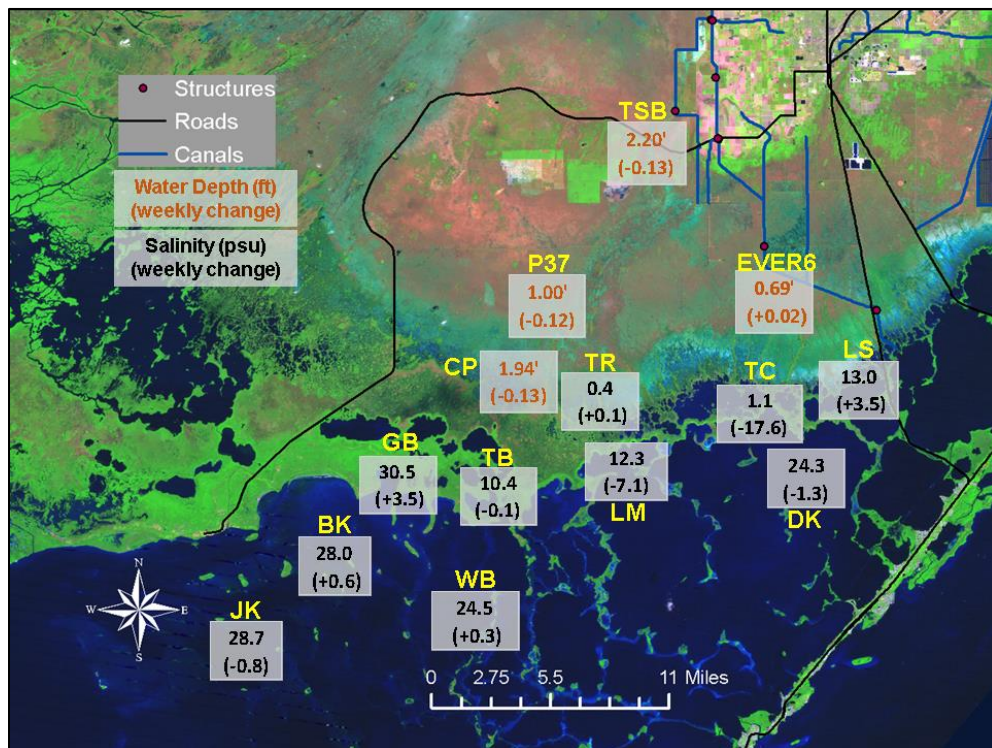 Structures
Roads
Canals
Water Depth (ft)
(weekly change)
Salinity (psu)
(weekly change)
TSB
2.20'
(-0.13)
P37
1.00'
(-0.12)
EVER6
0.69'
(+0.02)
CP
1.94'
(-0.13)
TR
0.4
(+0.1)
TC
1.1
(-17.6)
LS
13.0
(+3.5)
GB
30.5
(+3.5)
TB
10.4
(-0.1)
12.3
(-7.1)
LM
24.3
(-1.3)
DK
BK
28.0
(+0.6)
WB
24.5
(+0.3)
JK
28.7
(-0.8)
N
W
E
S
0 2.75 5.5 11 Miles